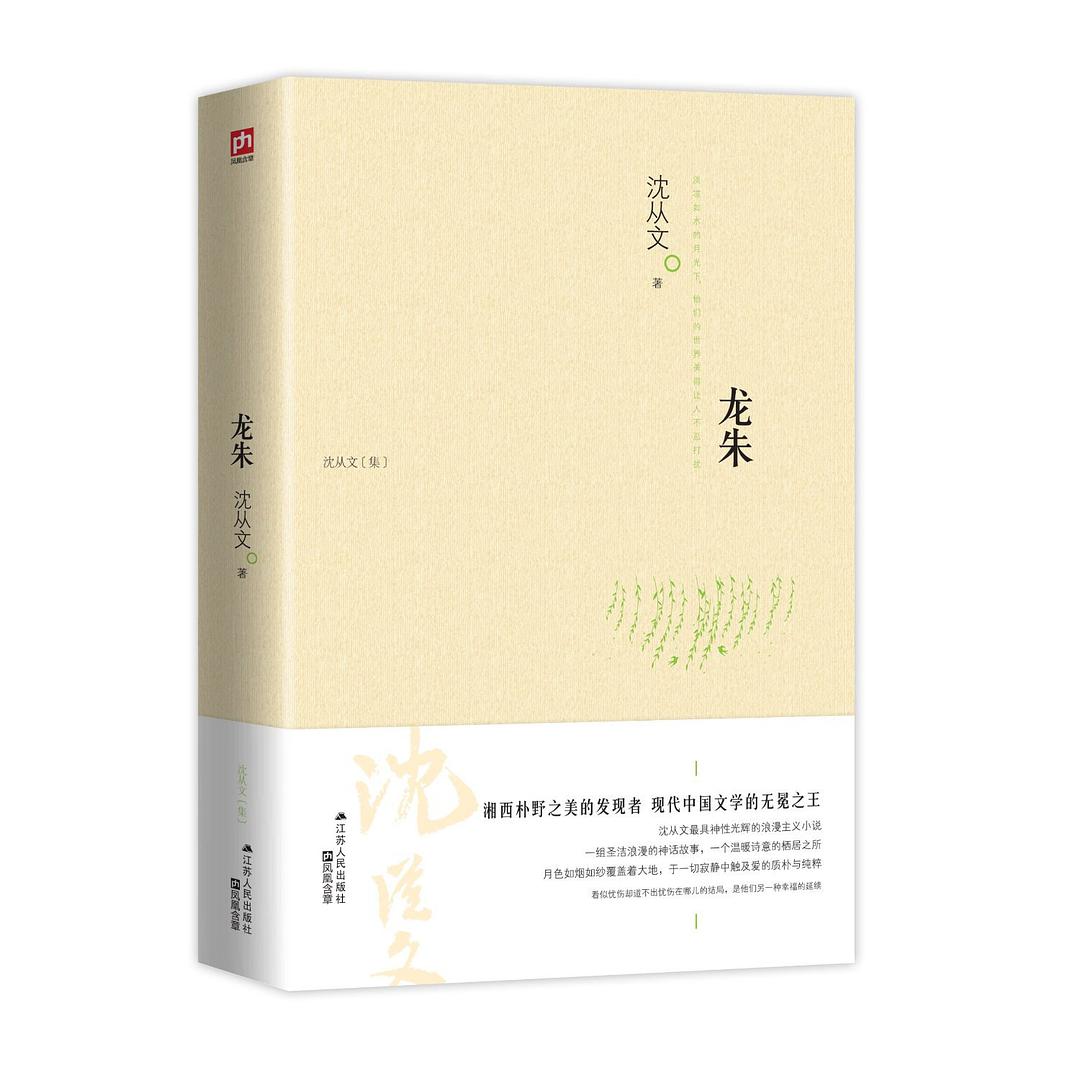 ph
凤凰含章
龙朱
沈从文
著
沈从文〔集〕
江苏人民出版社
ph凤凰含章
沈从文
著
如水的月光下，他们的世界美得让人不忍打扰
龙朱
沈从文〔集〕
沈從文
湘西朴野之美的发现者 现代中国文学的无冕之王
沈从文最具神性光辉的浪漫主义小说
一组圣洁浪漫的神话故事，一个温暖诗意的栖居之所
月色如烟如纱覆盖着大地，于一切寂静中触及爱的质朴与纯粹
看似忧伤却道不出忧伤在哪儿的结局，是他们另一种幸福的延续
江苏人民出版社
ph凤凰含章